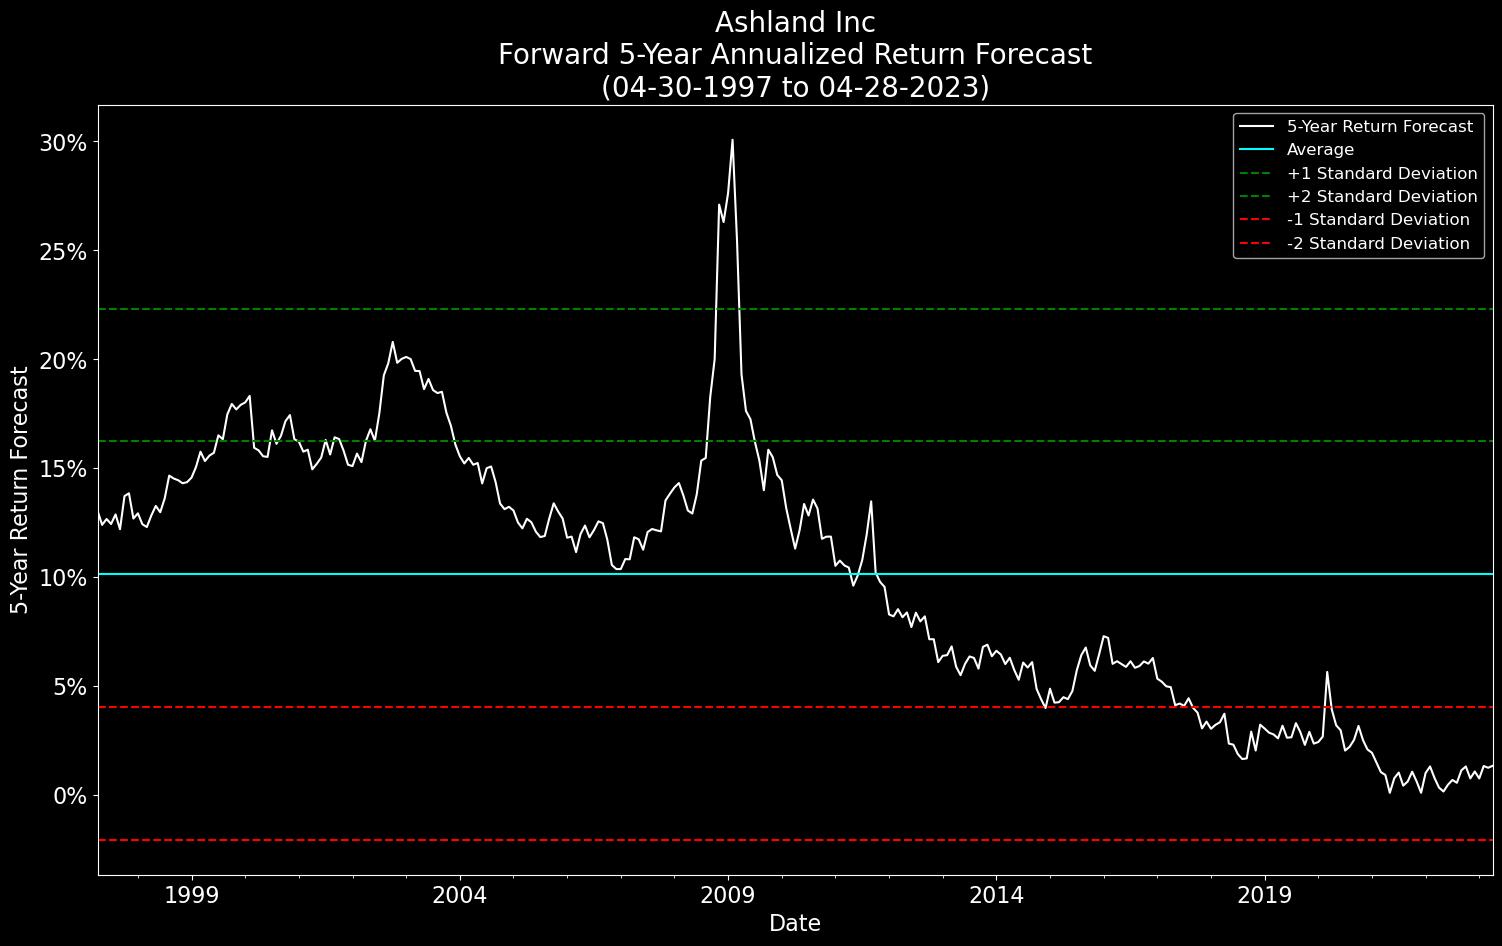 Ashland Inc
Forward 5-Year Annualized Return Forecast
(04-30-1997 to 04-28-2023)
5-Year Return Forecast
Average
+1 Standard Deviation
+2 Standard Deviation
-1 Standard Deviation
-2 Standard Deviation
5-Year Return Forecast
30%
25%
20%
15%
10%
5%
0%
1999
2004
2009
2014
2019
Date